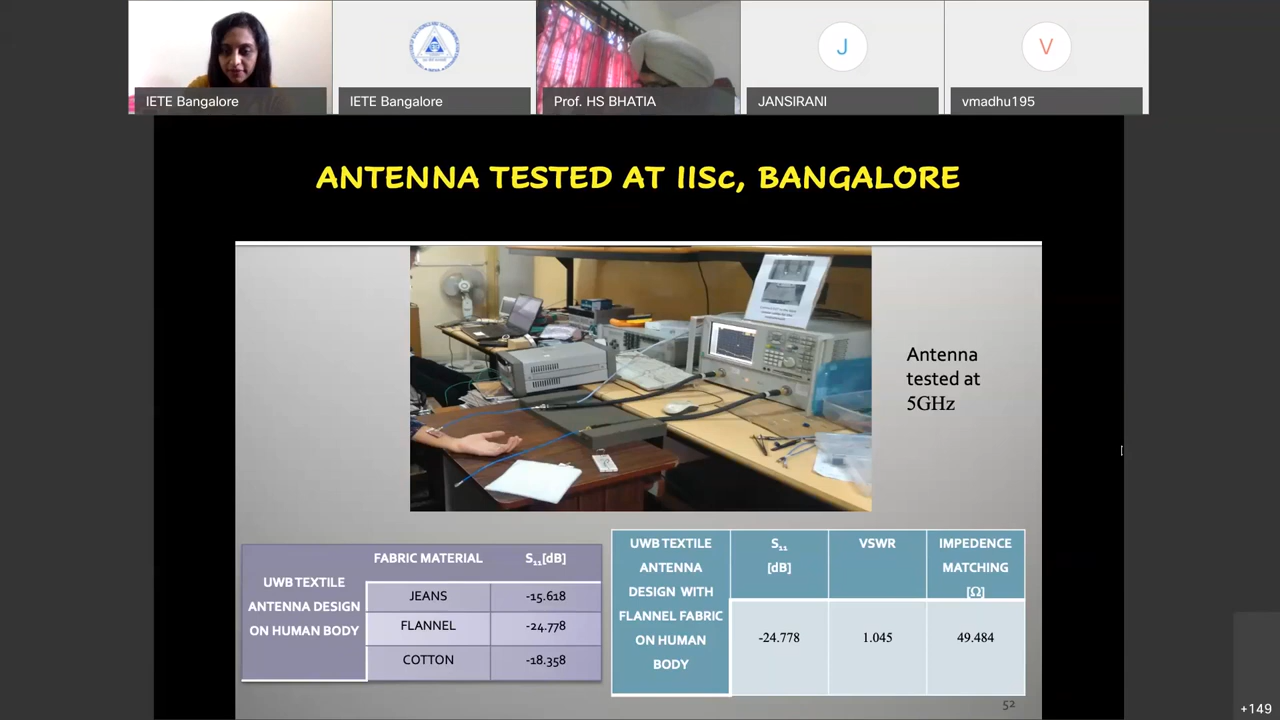 IETE Bangalore
IETE Bangalore
Prof. HS BHATIA
J
JANSIRANI
V
vmadhu195
ANTENNA TESTED AT IISc, BANGALORE
Antenna
tested at
5GHz
UWB TEXTILE
ANTENNA DESIGN
ON HUMAN BODY
FABRIC MATERIAL
S11[dB]
JEANS
-15.618
FLANNEL
-24.778
COTTON
-18.358
UWB TEXTILE
ANTENNA
DESIGN WITH
FLANNEL FABRIC
ON HUMAN
BODY
S11
[dB]
VSWR
IMPEDENCE
MATCHING
[Ω]
-24.778
1.045
49.484
52
+149